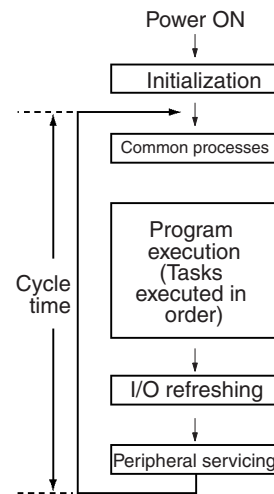 Power ON
Initialization
Common processes
Program
execution
(Tasks
executed in
order)
Cycle
time
I/O refreshing
Peripheral servicing